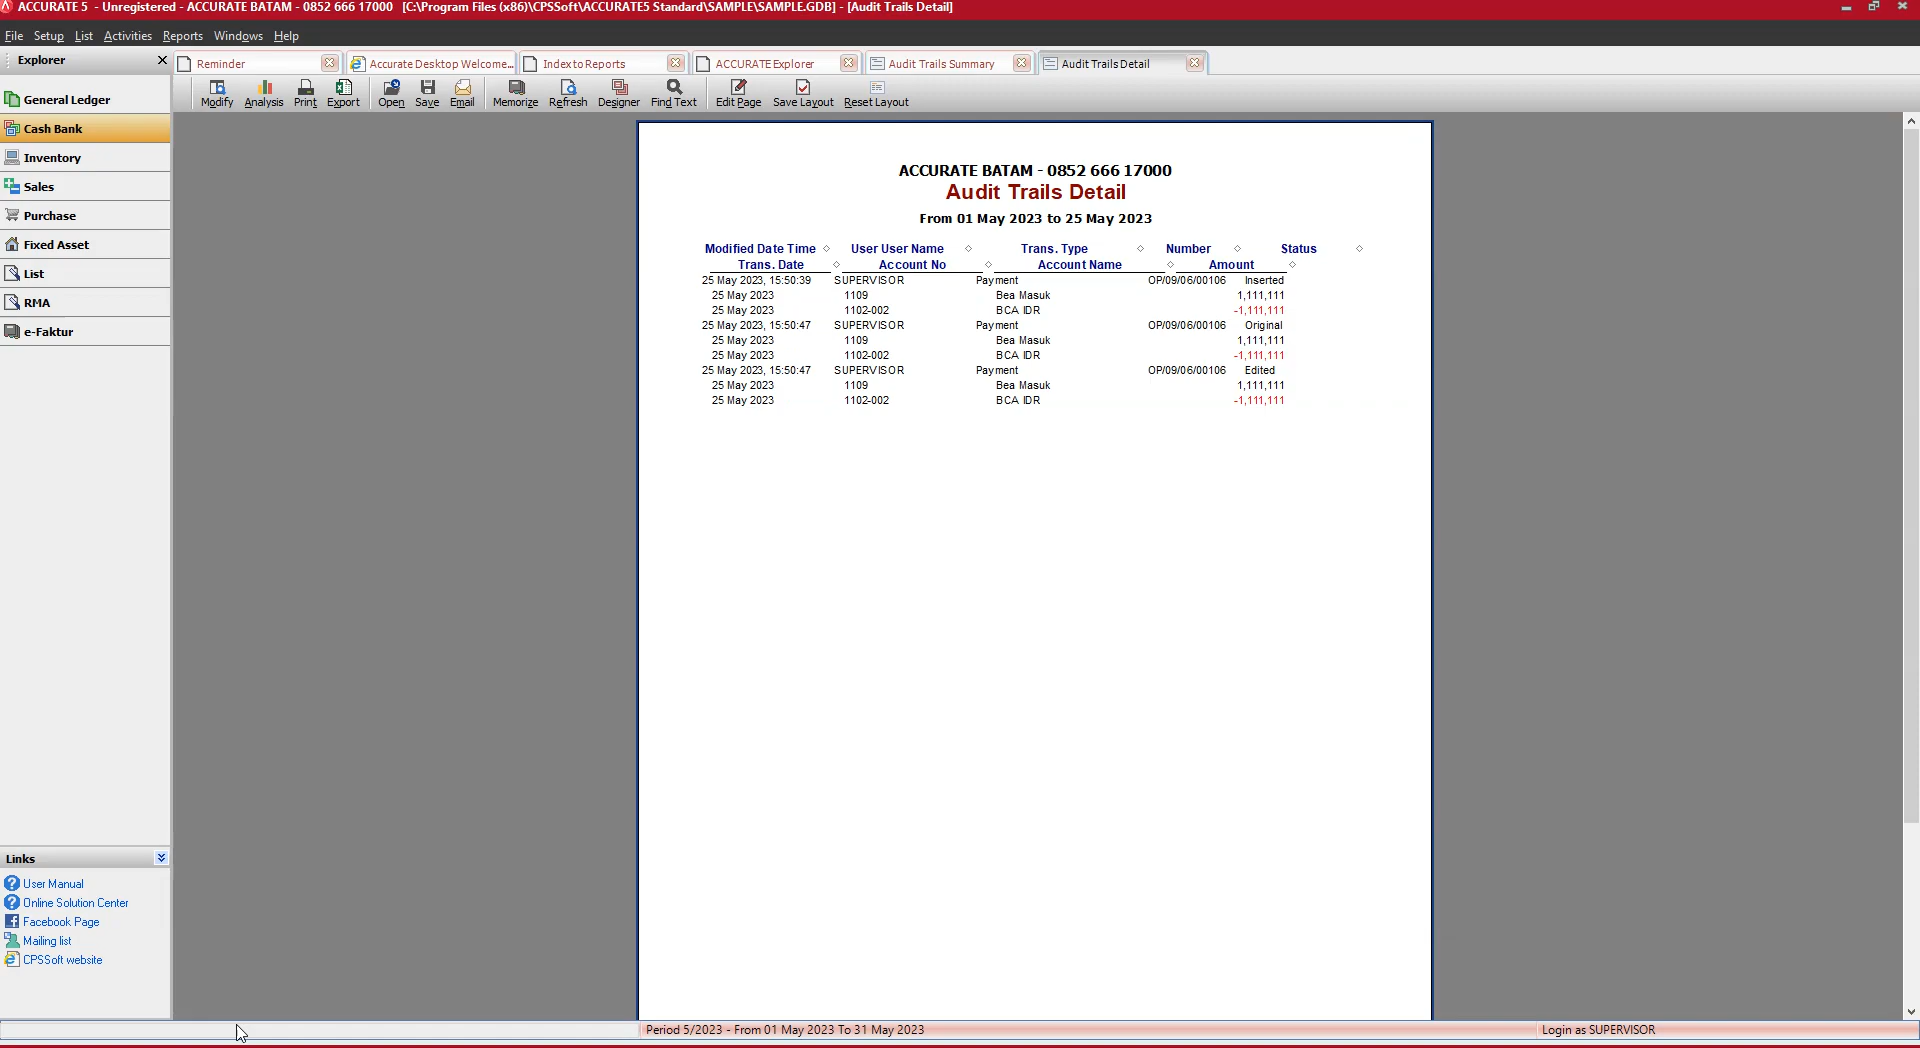 ACCURATE 5 - Unregistered - ACCURATE BATAM - 0852 666 17000 [C:\Program Files (x86)\CPSSoft\ACCURATE5 Standard\SAMPLE\SAMPLE.GDB] - [Audit Trails Detail]
File Setup List Activities Reports Windows Help
Explorer
Reminder
Accurate Desktop Welcome...
Index to Reports
ACCURATE Explorer
Audit Trails Summary
Audit Trails Detail
Modify Analysis Print Export Open Save Email Memorize Refresh Designer Find Text Edit Page Save Layout Reset Layout
General Ledger
Cash Bank
Inventory
Sales
Purchase
Fixed Asset
List
RMA
e-Faktur
ACCURATE BATAM - 0852 666 17000
Audit Trails Detail
From 01 May 2023 to 25 May 2023
Modified Date Time User User Name Trans. Type Number Status
Trans. Date Account No Account Name Amount
25 May 2023, 15:50:39 SUPERVISOR Payment OP/09/06/00106 Inserted
25 May 2023 1109 Bea Masuk 1,111,111
25 May 2023 1102-002 BCA IDR -1,111,111
25 May 2023, 15:50:47 SUPERVISOR Payment OP/09/06/00106 Original
25 May 2023 1109 Bea Masuk 1,111,111
25 May 2023 1102-002 BCA IDR -1,111,111
25 May 2023, 15:50:47 SUPERVISOR Payment OP/09/06/00106 Edited
25 May 2023 1109 Bea Masuk 1,111,111
25 May 2023 1102-002 BCA IDR -1,111,111
Links
User Manual
Online Solution Center
Facebook Page
Mailing list
CPSSoft website
Period 5/2023 - From 01 May 2023 To 31 May 2023
Login as SUPERVISOR